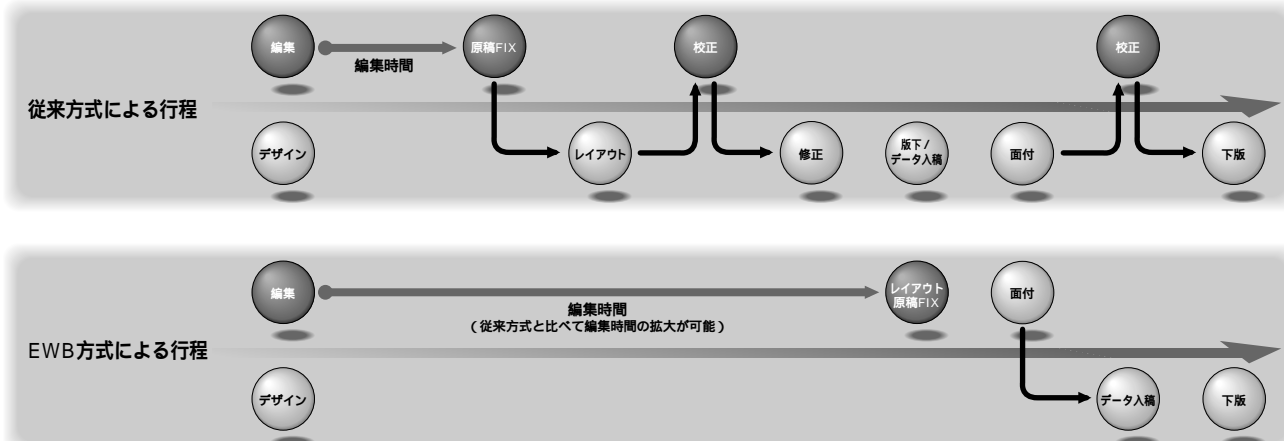 編集
編集時間
原稿FIX
校正
校正
従来方式による行程
デザイン
レイアウト
修正
版下/
データ入稿
面付
下版
編集
編集時間
(従来方式と比べて編集時間の拡大が可能)
レイアウト
原稿FIX
面付
EWB方式による行程
デザイン
データ入稿
下版